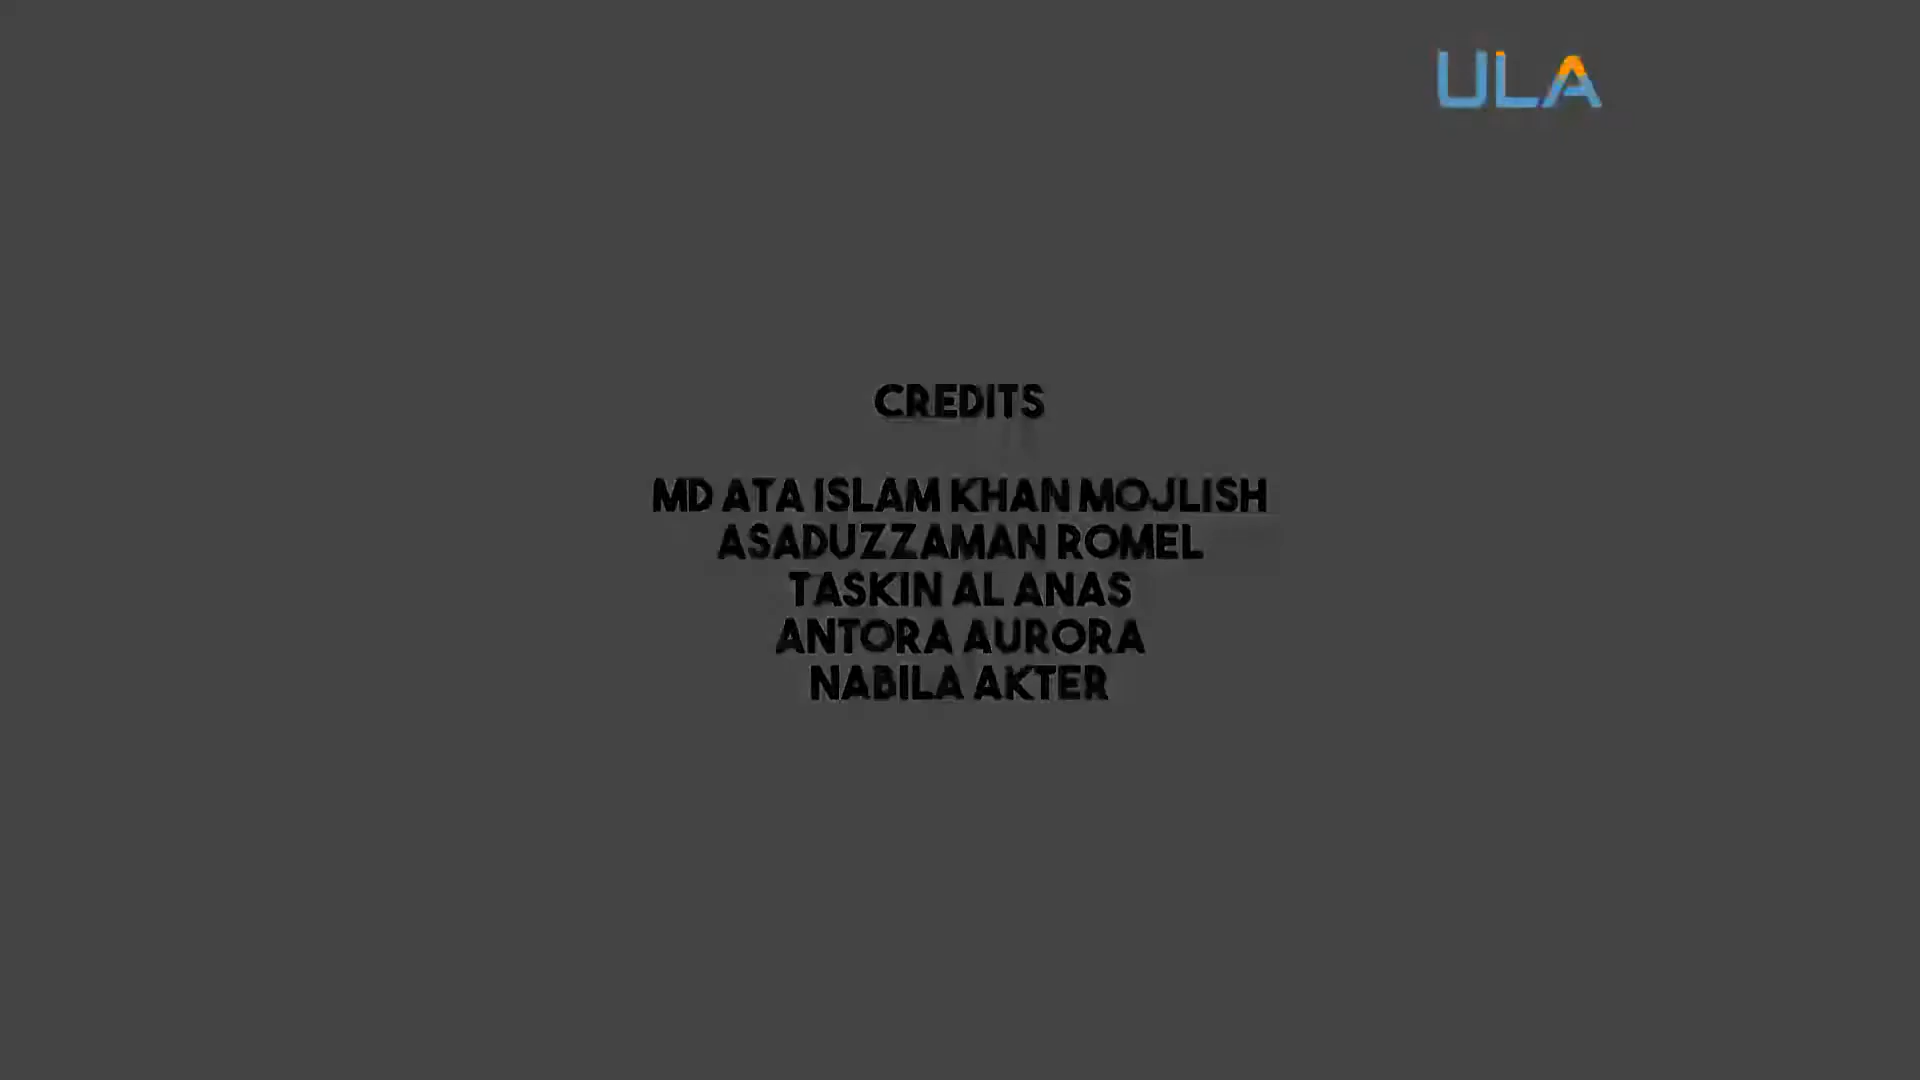 ULA
CREDITS
MD ATA ISLAM KHAN MOJLISH
ASADUZZAMAN ROMEL
TASKIN AL ANAS
ANTORA AURORA
NABILA AKTER